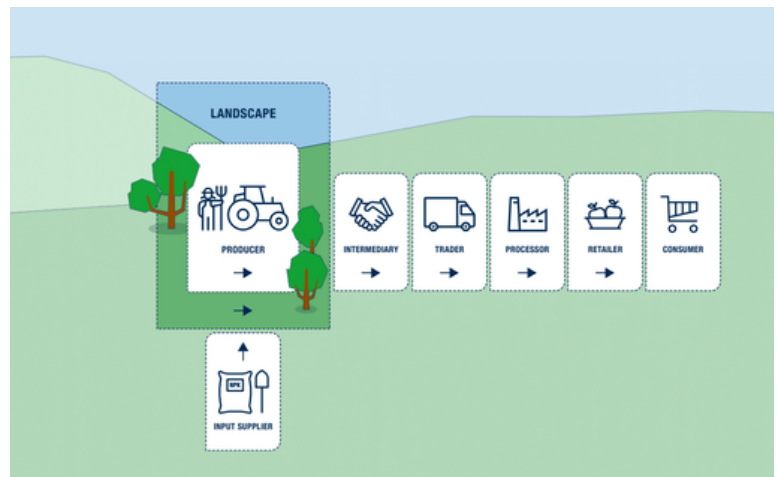 LANDSCAPE
PRODUCER
INTERMEDIARY
TRADER
PROCESSOR
RETAILER
CONSUMER
NPK
INPUT SUPPLIER